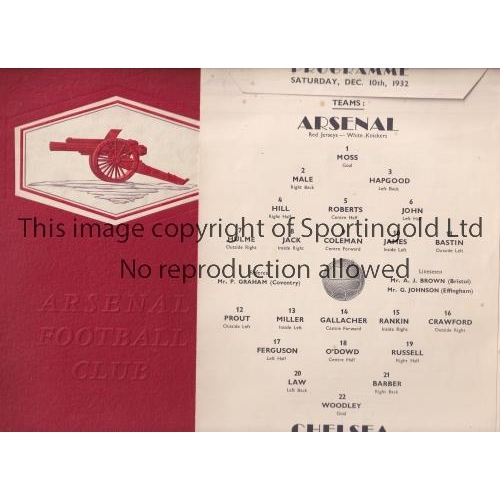 PROGRAMME
SATURDAY, DEC. 10th, 1932
TEAMS:
ARSENAL
Red Jerseys — White Knickers
1
MOSS
Goal
2 3
MALE HAPGOOD
Right Back Left Back
4 5 6
HILL ROBERTS JOHN
Right Half Centre Half Left Half
This image copyright of Sportingold Ltd
7 8
HULME JACK COLEMAN JAMES BASTIN
Outside Right Inside Right Centre Forward Inside Left Outside Left
No reproduction allowed
Linesmen
Mr. P. GRAHAM (Coventry) Mr. A. J. BROWN (Bristol)
Mr. G. JOHNSON (Effingham)
ARSENAL
FOOTBALL
CLUB
12 13 14 15 16
PROUT MILLER GALLACHER RANKIN CRAWFORD
Outside Left Inside Left Centre Forward Inside Right Outside Right
17 18 19
FERGUSON O'DOWD RUSSELL
Left Half Centre Half Right Half
20 21
LAW BARBER
Left Back Right Back
22
WOODLEY
Goal
CHELSEA